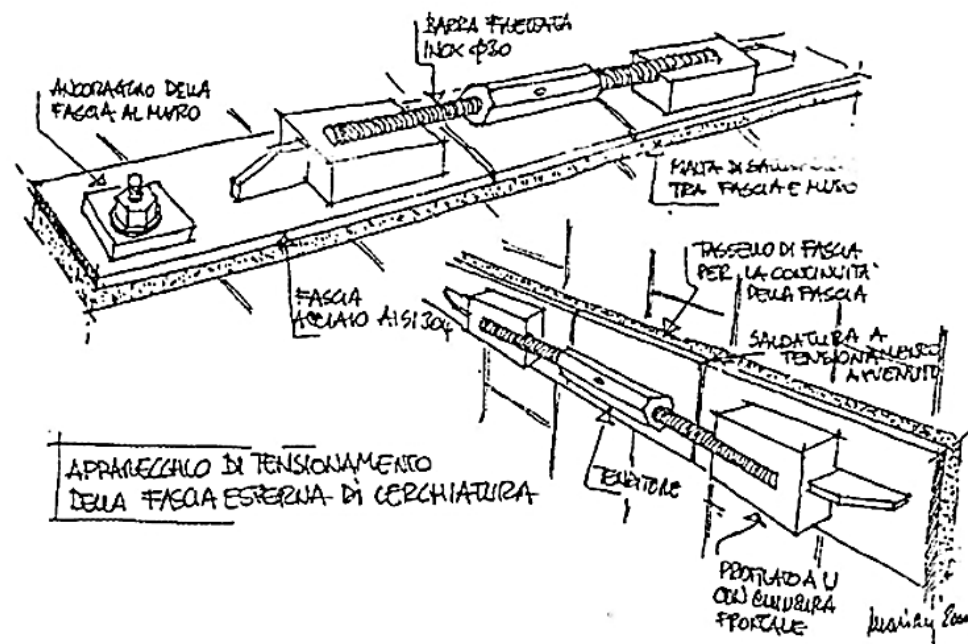 BARRA FILETTATA
INOX Φ30
ANCORAGGIO DELLA
FASCIA AL MURO
MALTA DI
TRA FASCIA E MURO
TASSELLO DI FASCIA
PER LA CONTINUITA'
DELLA FASCIA
FASCIA
ACCIAIO AISI 304
SALDATURA A
TENSIONAMENTO
AVVENUTO
APPARECCHIO DI TENSIONAMENTO
DELLA FASCIA ESTERNA DI CERCHIATURA
TENDITORE
PROFILATO A U
CON CHIUSURA
FRONTALE